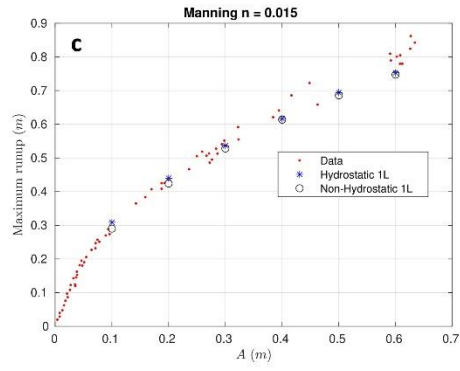 Manning n = 0.015
C
Maximum runup (m)
0.9
0.8
0.7
0.6
0.5
0.4
0.3
0.2
0.1
0
Data
Hydrostatic 1L
Non-Hydrostatic 1L
0 0.1 0.2 0.3 0.4 0.5 0.6 0.7
A (m)